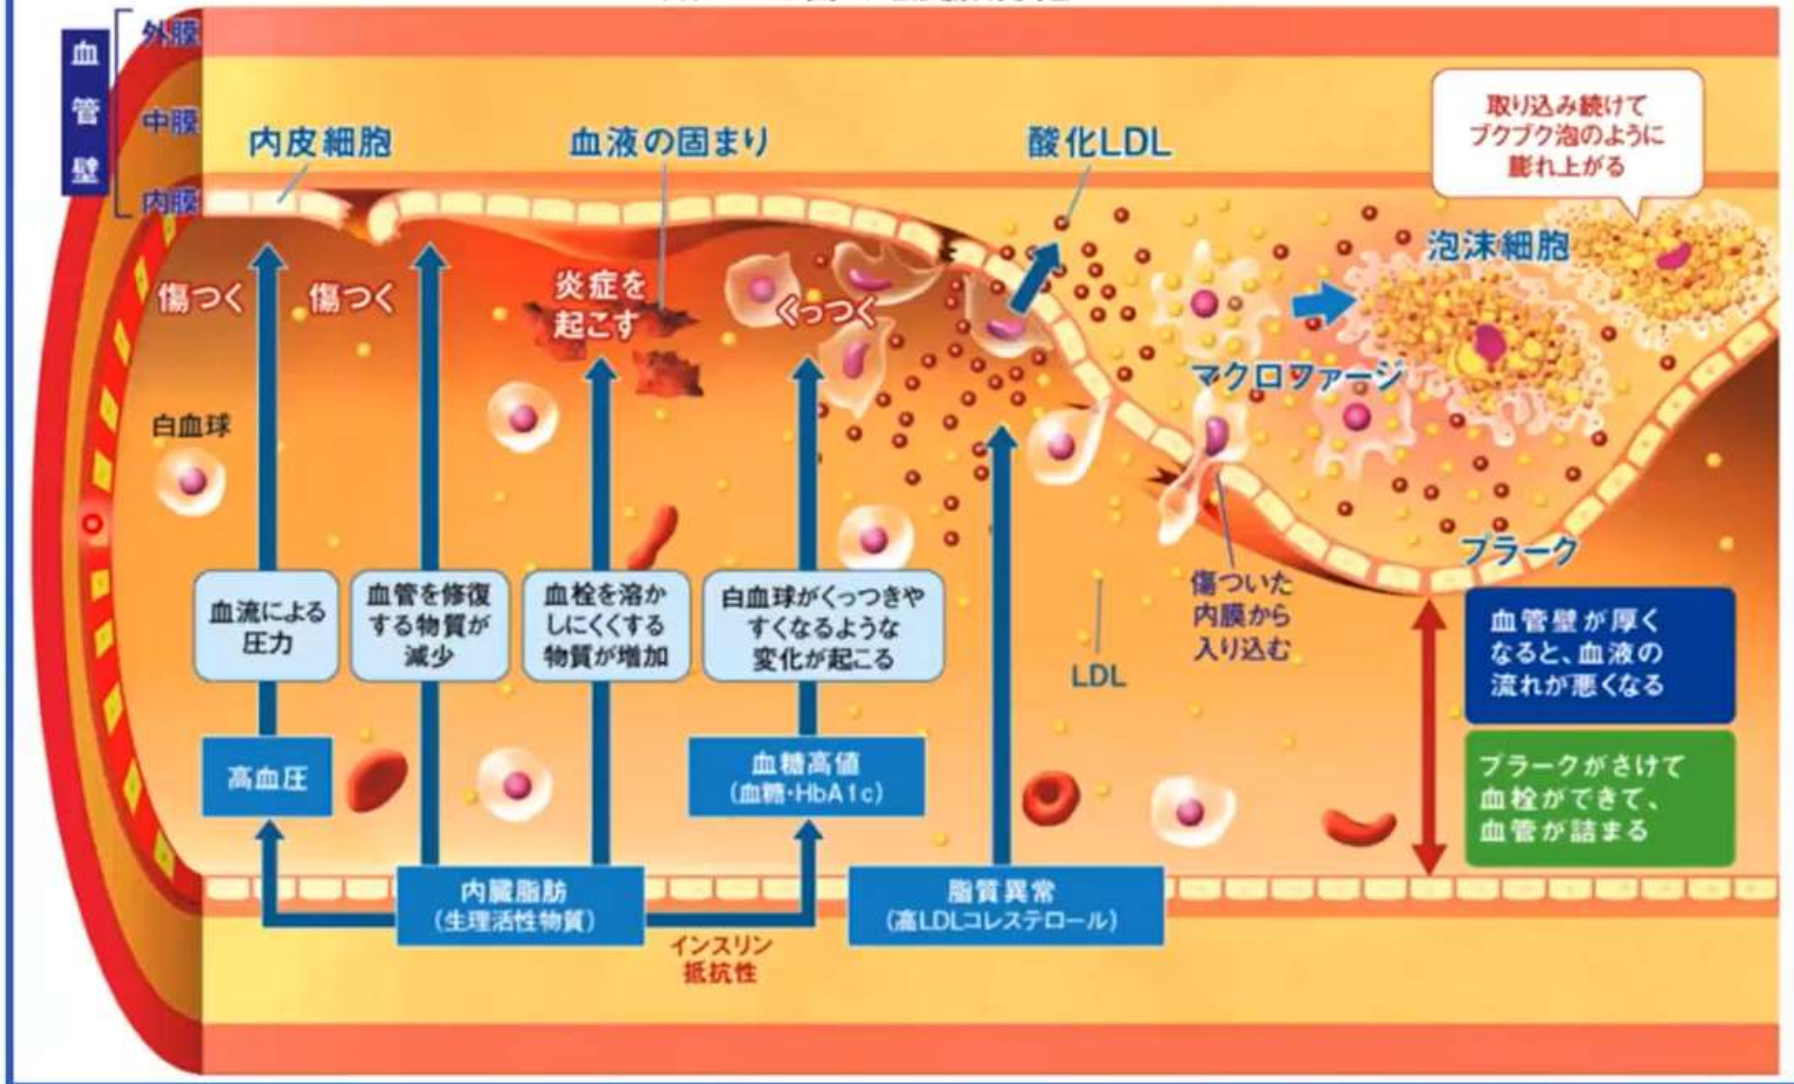 血管壁
外膜
中膜
内膜
内皮細胞
血液の固まり
酸化LDL
取り込み続けて
ブクブク泡のように
膨れ上がる
泡沫細胞
傷つく
傷つく
炎症を
起こす
くっつく
マクロファージ
白血球
プラーク
血流による
圧力
血管を修復
する物質が
減少
血栓を溶か
しにくくする
物質が増加
白血球がくっつきや
すくなるような
変化が起こる
LDL
傷ついた
内膜から
入り込む
血管壁が厚く
なると、血液の
流れが悪くなる
高血圧
血糖高値
(血糖・HbA1c)
プラークがさけて
血栓ができて、
血管が詰まる
内臓脂肪
(生理活性物質)
脂質異常
(高LDLコレステロール)
インスリン
抵抗性